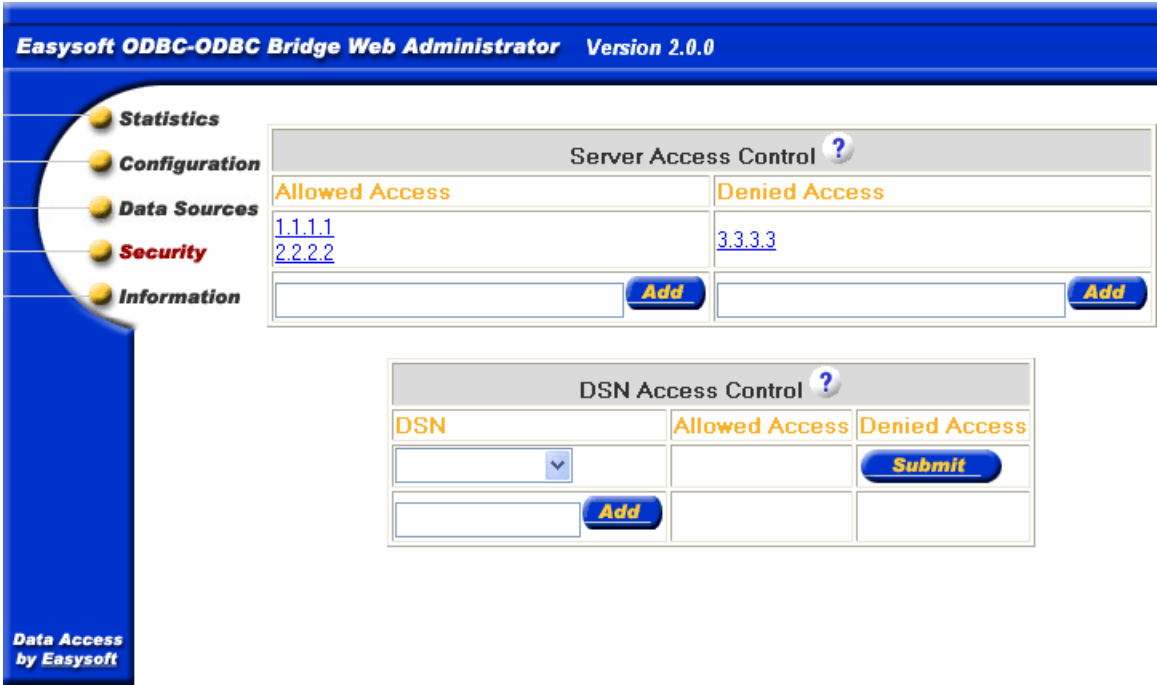 Easysoft ODBC-ODBC Bridge Web Administrator Version 2.0.0
Statistics
Configuration
Data Sources
Security
Information
Server Access Control ?
Allowed Access Denied Access
1.1.1.1
2.2.2.2
3.3.3.3
Add Add
DSN Access Control ?
DSN Allowed Access Denied Access
Submit
Add
Data Access
by Easysoft